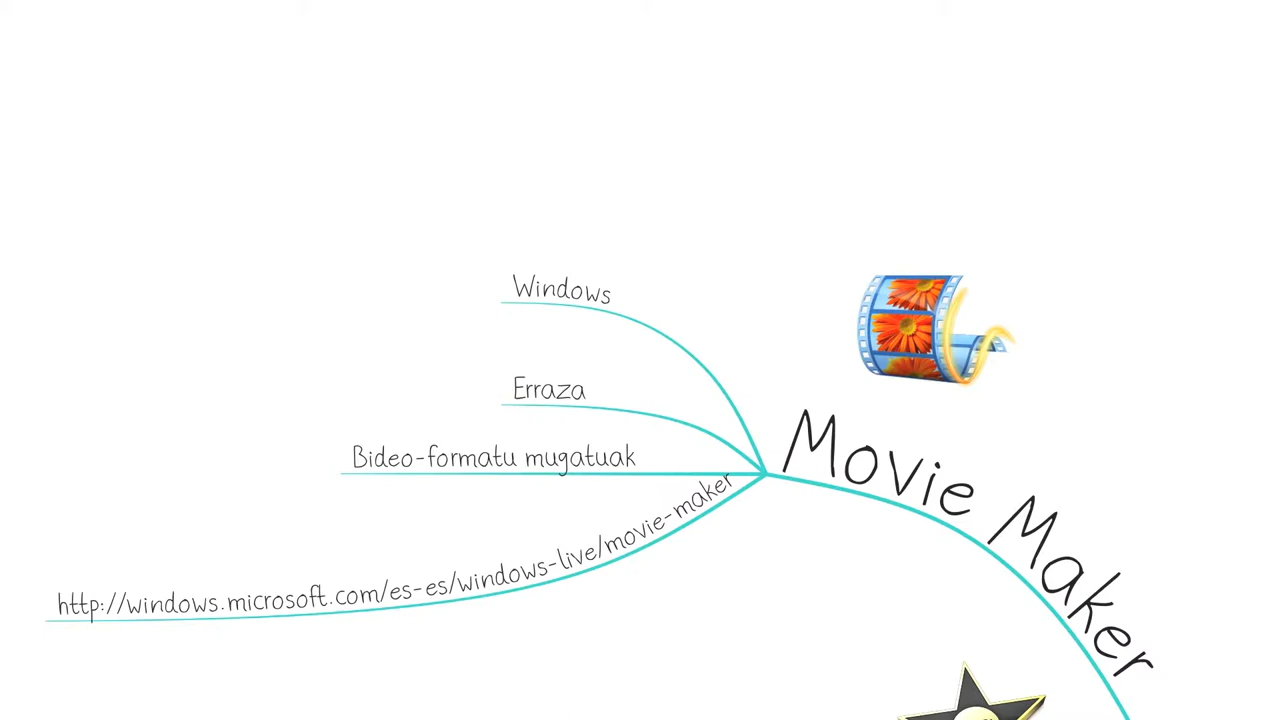 Windows
Erraza
Bideo-formatu mugatuak
http://windows.microsoft.com/es-es/windows-live/movie-maker
Movie Maker